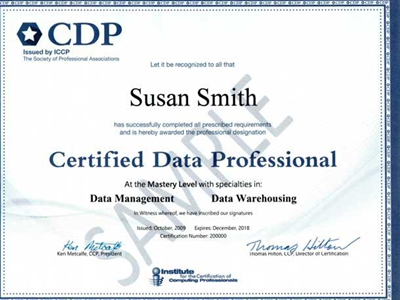 CDP
Issued by ICCP
The Society of Professional Associations
Let it be recognized to all that
Susan Smith
has successfully completed all prescribed requirements
and is hereby awarded the professional designation
Certified Data Professional
At the Mastery Level with specialties in:
Data Management Data Warehousing
In Witness whereof, we have inscribed our signatures
Issued: October, 2009 Expires: December, 2018
Certification Number: 200000
Ken Metcalfe Thomas Hilton
Ken Metcalfe, CCP, President Thomas Hilton, CCP, Director of Certification
Institute
for the Certification of
Computing Professionals
SAMPLE